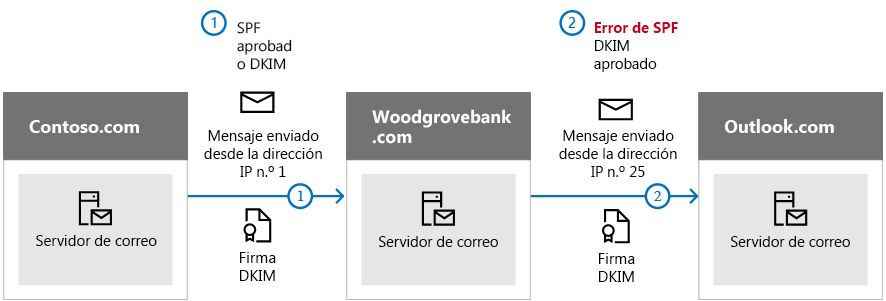 1
SPF
aprobad
o DKIM
2
Error de SPF
DKIM
aprobado
Contoso.com
Mensaje enviado
desde la dirección
IP n.º 1
Woodgrovebank
.com
Mensaje enviado
desde la dirección
IP n.º 25
Outlook.com
Servidor de correo
1
Firma
DKIM
Servidor de correo
2
Firma
DKIM
Servidor de correo